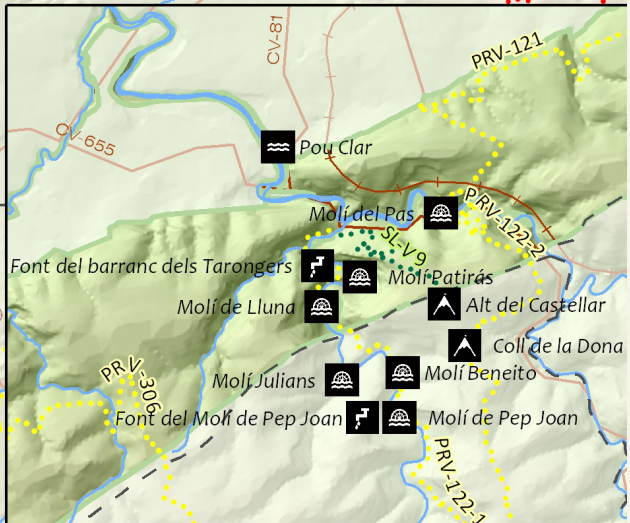 PRV-121
CV-81
CV-655
Pou Clar
PRV-122-2
Molí del Pas
SL-V9
Font del barranc dels Tarongers
Molí Patirás
Molí de Lluna
Alt del Castellar
Coll de la Dona
PRV-306
Molí Julians
Molí Beneito
Font del Molí de Pep Joan
Molí de Pep Joan
PRV-122-1